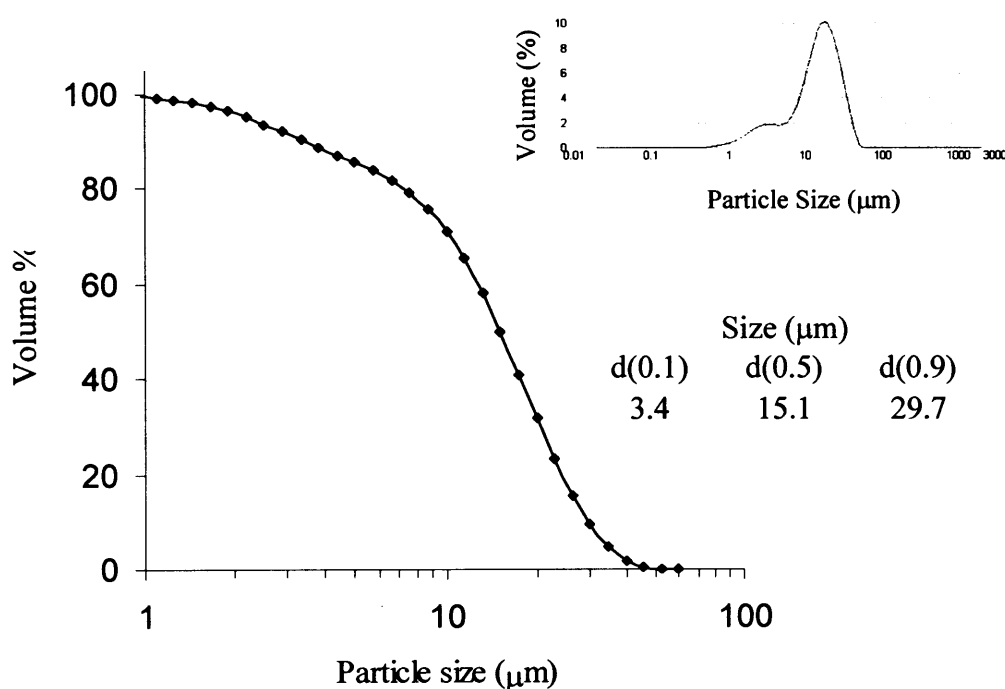 10
8
6
4
2
0
Volume (%)
0.01 0.1 1 10 100 1000 3000
Particle Size (μm)
100
80
60
40
20
0
Volume %
1 10 100
Particle size (μm)
Size (μm)
d(0.1) d(0.5) d(0.9)
3.4 15.1 29.7